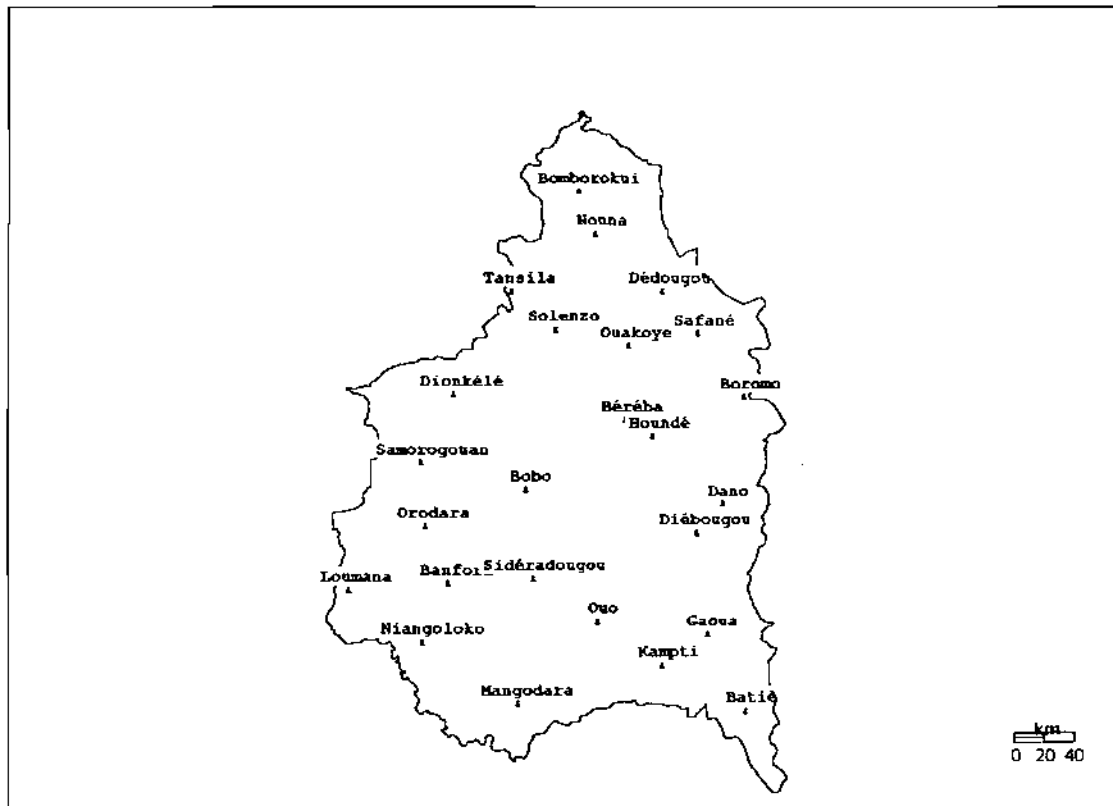 Bomborokui
Nouna
Tansila
Dédougou
Solenzo
Safané
Ouakoye
Dionkélé
Boromo
Béréba
Houndé
Samorogouan
Bobo
Dano
Orodara
Diébougou
Sidéradougou
Banfor
Loumana
Ouo
Gaoua
Niangoloko
Kampti
Mangodara
Batié
km
0 20 40